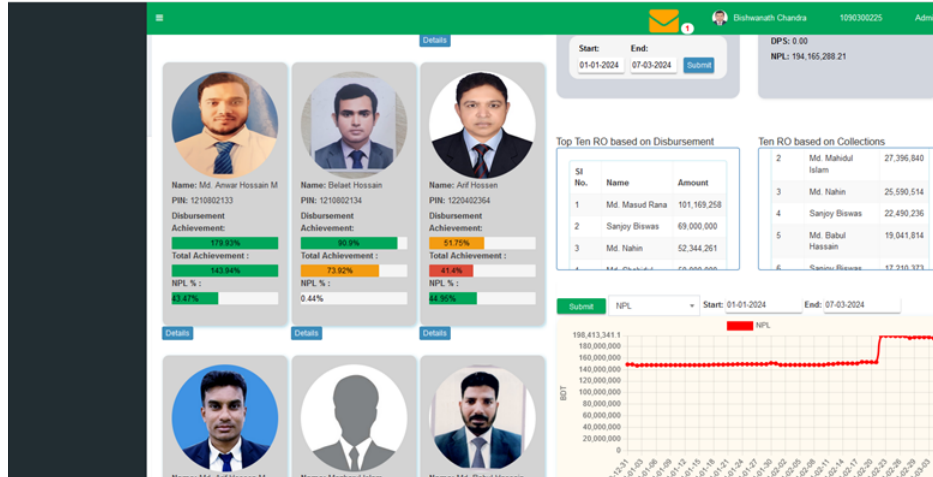 1
Bishwanath Chandra
1090300225
Details
Start: End:
01-01-2024 07-03-2024 Submit
DPS: 0.00
NPL: 194,165,288.21
Name: Md. Anwar Hossain M
PIN: 1210802133
Disbursement
Achievement:
179.93%
Total Achievement :
143.94%
NPL % :
43.47%
Details
Name: Belaet Hossain
PIN: 1210802134
Disbursement
Achievement:
90.9%
Total Achievement :
73.92%
NPL % :
0.44%
Details
Name: Arif Hossen
PIN: 1220402364
Disbursement
Achievement:
51.75%
Total Achievement :
41.4%
NPL % :
44.95%
Details
Top Ten RO based on Disbursement
Sl
No. Name Amount
1 Md. Masud Rana 101,169,258
2 Sanjoy Biswas 69,000,000
3 Md. Nahin 52,344,261
Ten RO based on Collections
2 Md. Mahidul
Islam 27,396,840
3 Md. Nahin 25,590,514
4 Sanjoy Biswas 22,490,236
5 Md. Babul
Hassain 19,041,814
6 Sanjoy Biswas 17,210,373
Submit NPL Start: 01-01-2024 End: 07-03-2024
NPL
198,413,341.1
180,000,000
160,000,000
140,000,000
120,000,000
100,000,000
80,000,000
60,000,000
40,000,000
20,000,000
0
BDT